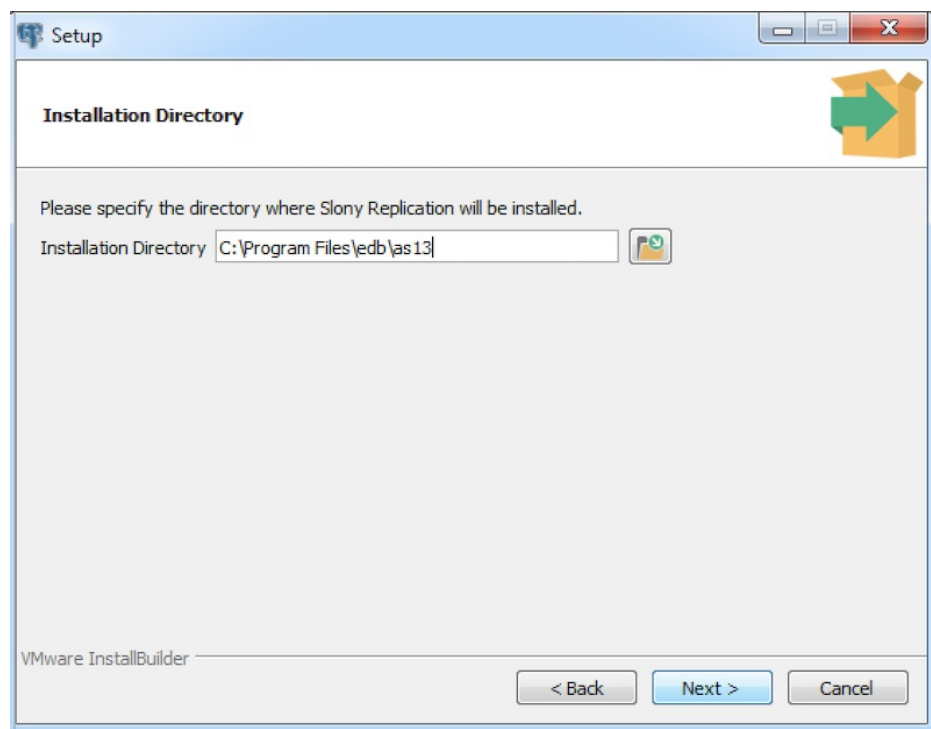 Setup
Installation Directory
Please specify the directory where Slony Replication will be installed.
Installation Directory C:\Program Files\edb\as13
VMware InstallBuilder
< Back Next > Cancel